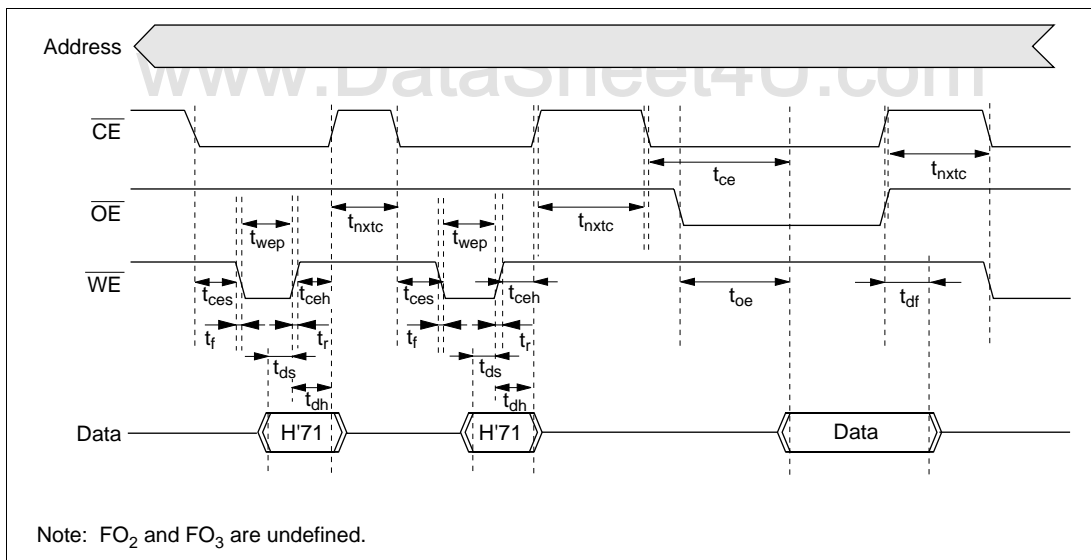 Address
www.DataSheet4U.com
CE
tce
tnxtc
OE
twep
tnxtc
twep
tnxtc
WE
tces
tceh
tces
tceh
toe
tdf
tf
tr
tf
tr
tds
tds
tdh
tdh
Data
H'71
H'71
Data
Note: FO2 and FO3 are undefined.